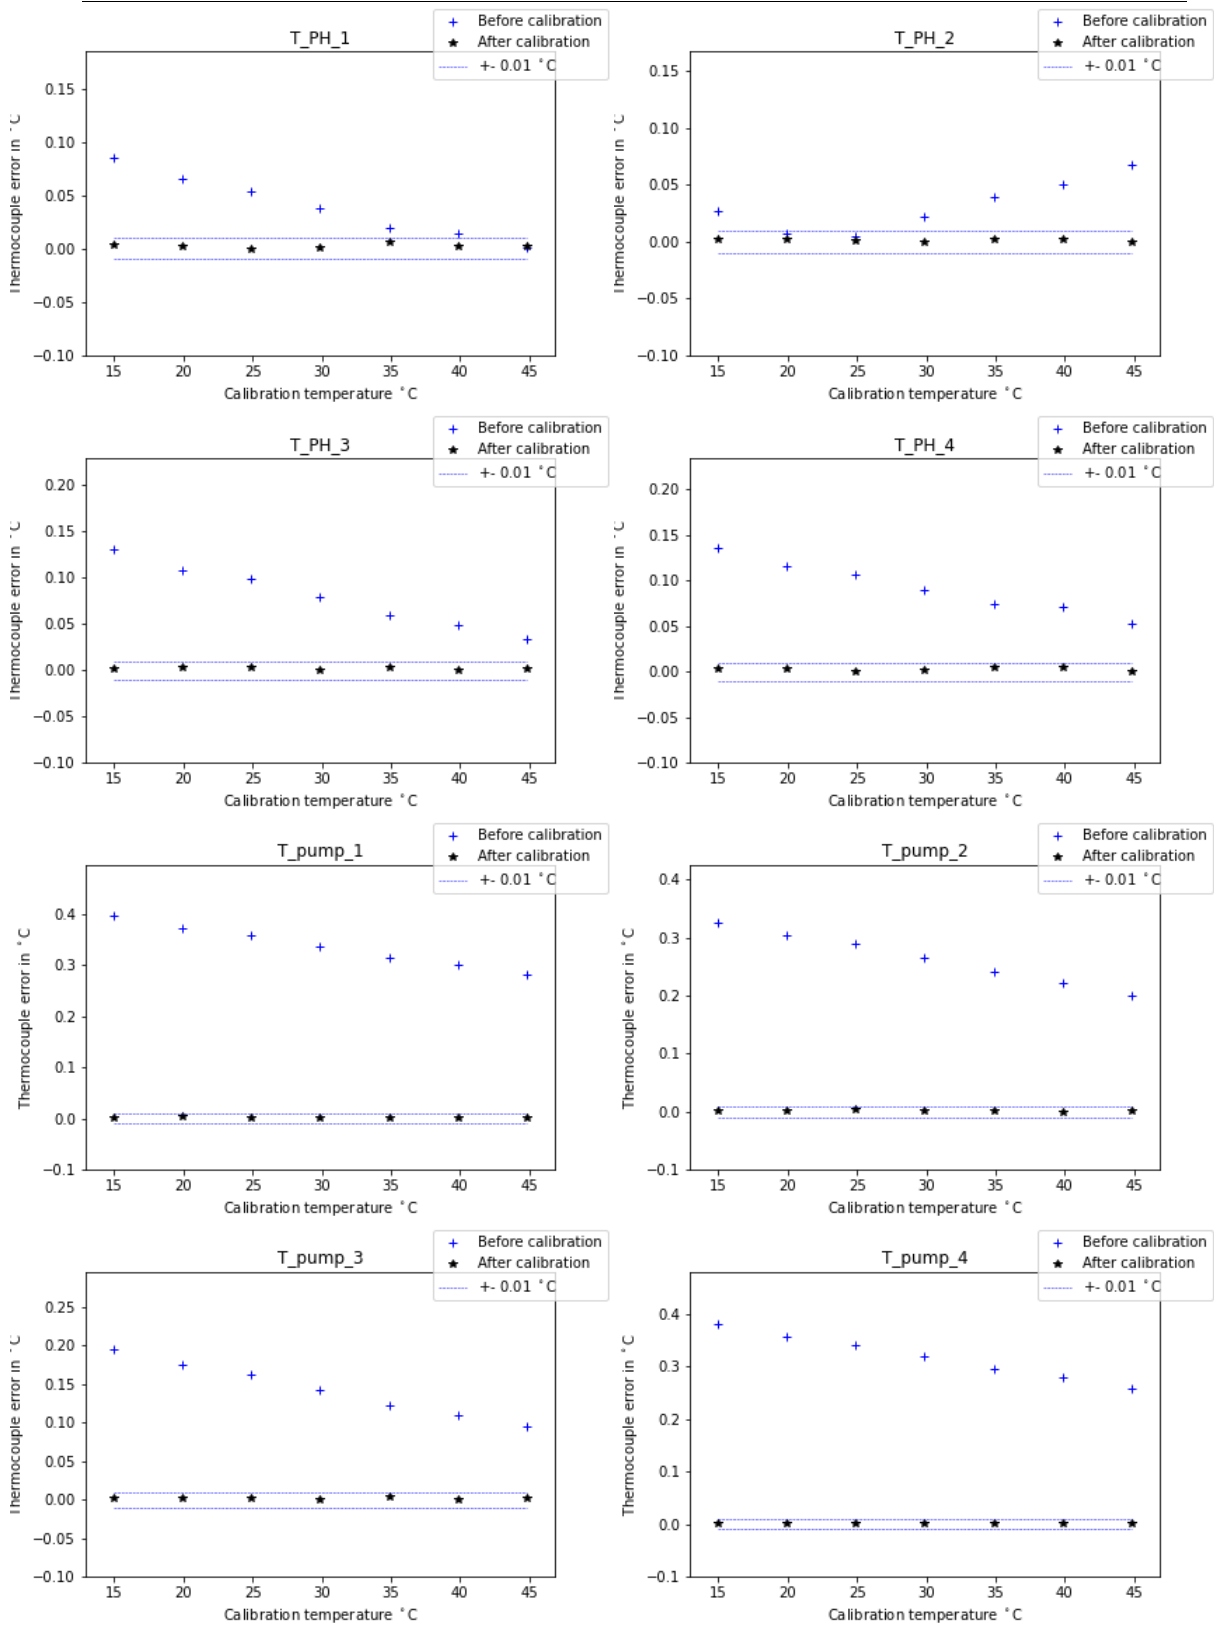 T_PH_1
Before calibration
After calibration
+- 0.01 °C
Thermocouple error in °C
0.15
0.10
0.05
0.00
−0.05
−0.10
15 20 25 30 35 40 45
Calibration temperature °C
T_PH_2
Before calibration
After calibration
+- 0.01 °C
Thermocouple error in °C
0.15
0.10
0.05
0.00
−0.05
−0.10
15 20 25 30 35 40 45
Calibration temperature °C
T_PH_3
Before calibration
After calibration
+- 0.01 °C
Thermocouple error in °C
0.20
0.15
0.10
0.05
0.00
−0.05
−0.10
15 20 25 30 35 40 45
Calibration temperature °C
T_PH_4
Before calibration
After calibration
+- 0.01 °C
Thermocouple error in °C
0.20
0.15
0.10
0.05
0.00
−0.05
−0.10
15 20 25 30 35 40 45
Calibration temperature °C
T_pump_1
Before calibration
After calibration
+- 0.01 °C
Thermocouple error in °C
0.4
0.3
0.2
0.1
0.0
−0.1
15 20 25 30 35 40 45
Calibration temperature °C
T_pump_2
Before calibration
After calibration
+- 0.01 °C
Thermocouple error in °C
0.4
0.3
0.2
0.1
0.0
−0.1
15 20 25 30 35 40 45
Calibration temperature °C
T_pump_3
Before calibration
After calibration
+- 0.01 °C
Thermocouple error in °C
0.25
0.20
0.15
0.10
0.05
0.00
−0.05
−0.10
15 20 25 30 35 40 45
Calibration temperature °C
T_pump_4
Before calibration
After calibration
+- 0.01 °C
Thermocouple error in °C
0.4
0.3
0.2
0.1
0.0
−0.1
15 20 25 30 35 40 45
Calibration temperature °C